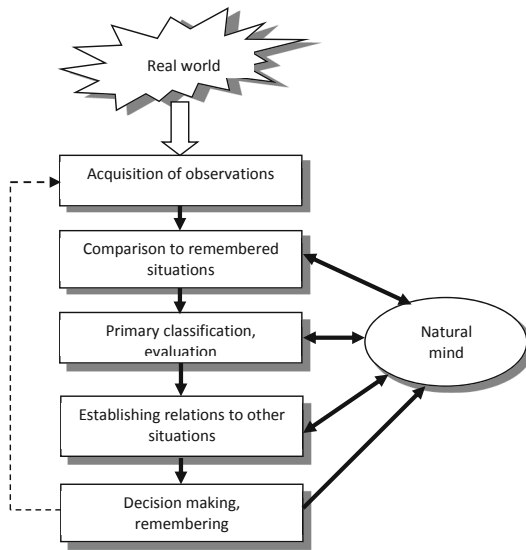 Real world
Acquisition of observations
Comparison to remembered
situations
Primary classification,
evaluation
Natural
mind
Establishing relations to other
situations
Decision making,
remembering